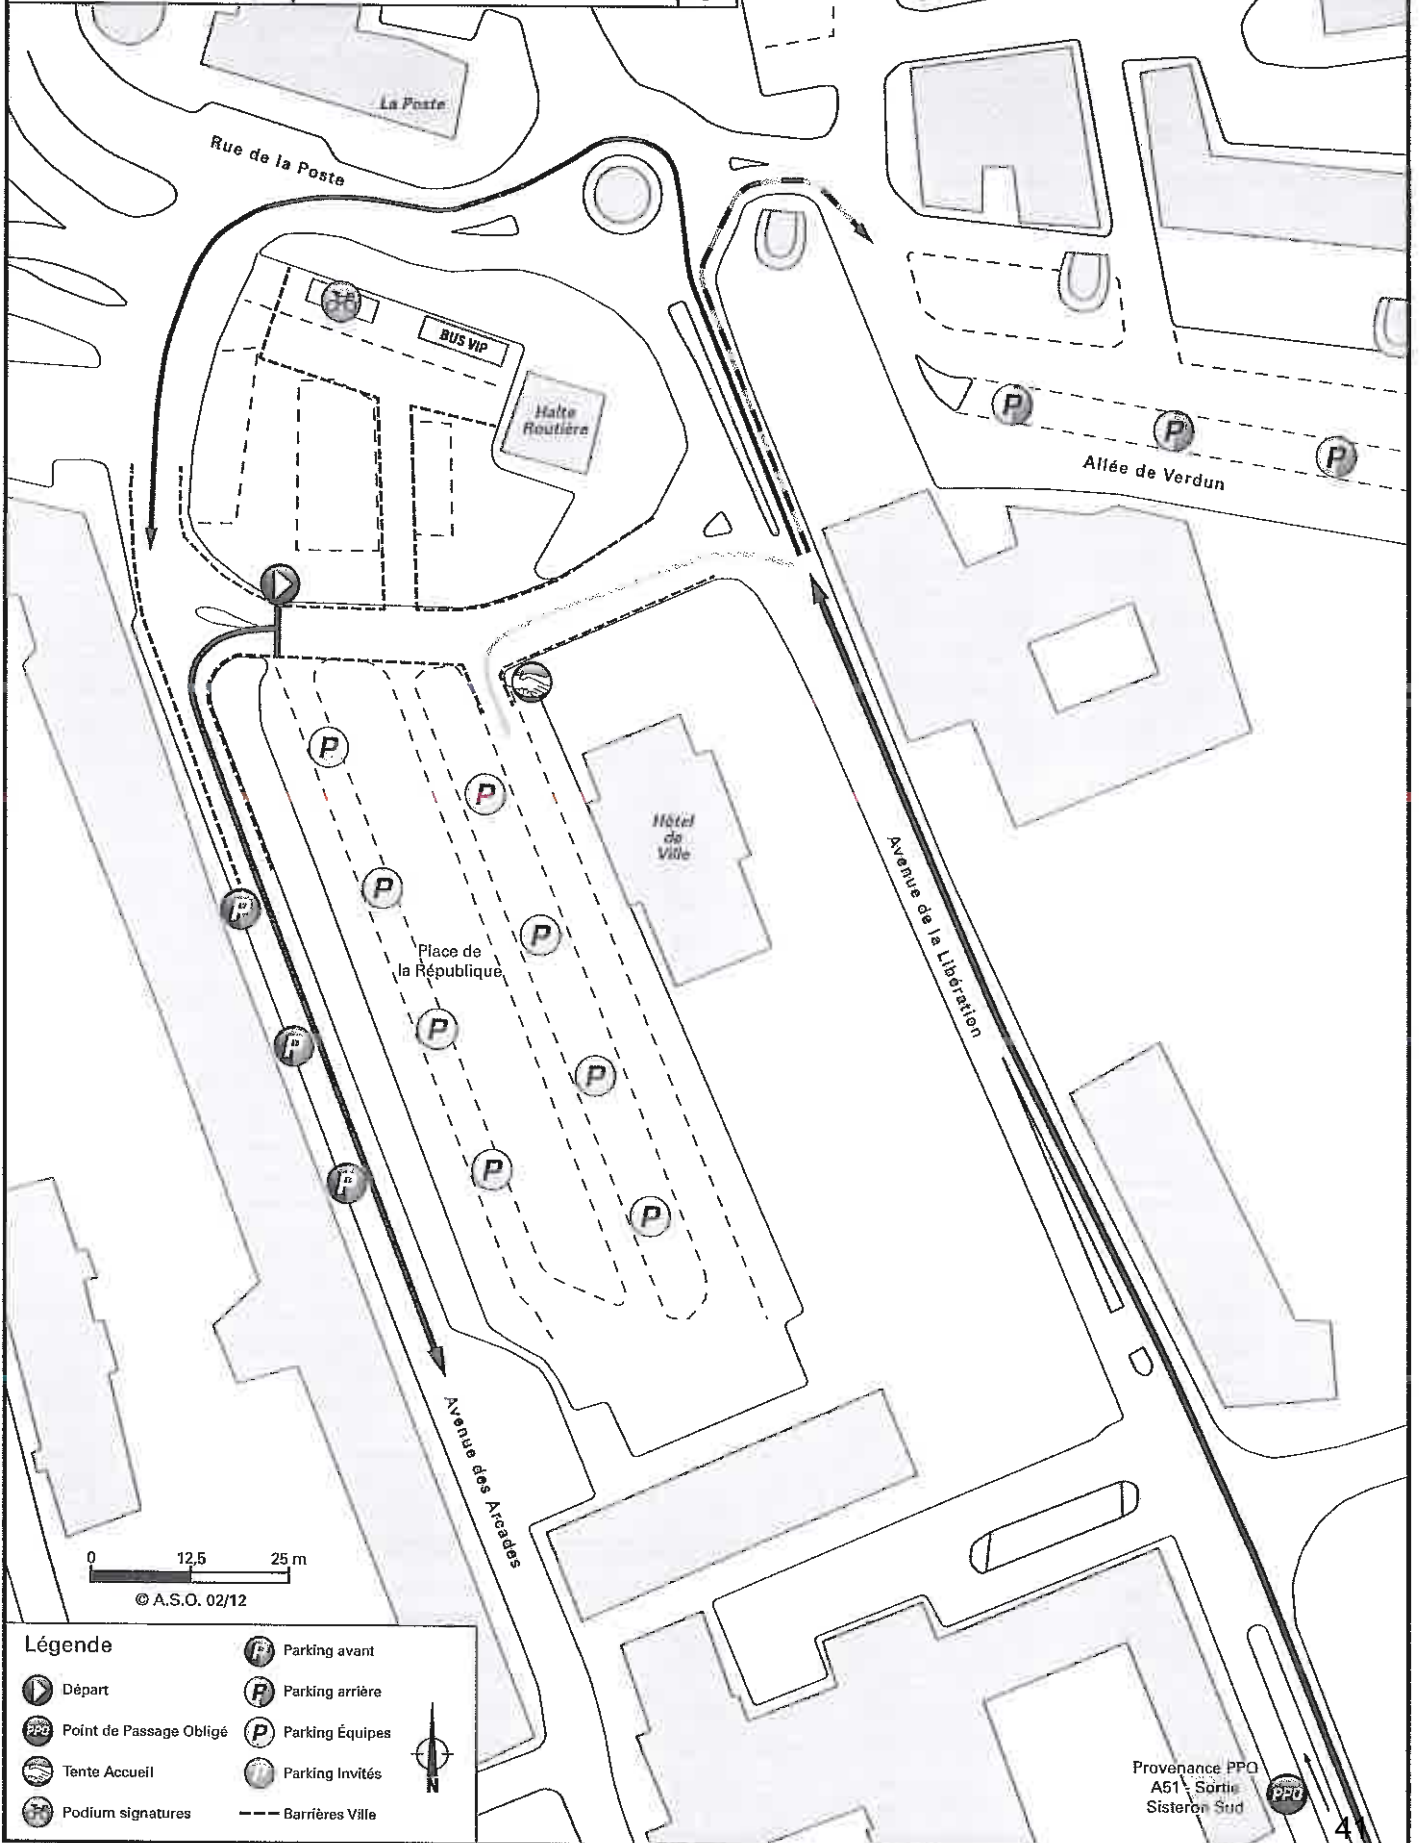 La Poste
Rue de la Poste
BUS VIP
Halte
Routière
P
P
P
Allée de Verdun
P
P
Hôtel
de
Ville
P
P
P
Place de
la République
P
Avenue de la Libération
P
P
P
P
P
P
Avenue des Arcades
0 12,5 25 m
© A.S.O. 02/12
Légende
Départ
PPO Point de Passage Obligé
Tente Accueil
Podium signatures
P Parking avant
P Parking arrière
P Parking Équipes
Parking Invités
Barrières Ville
N
Provenance PPO
A51 - Sortie
Sisteron Sud
PPO
41